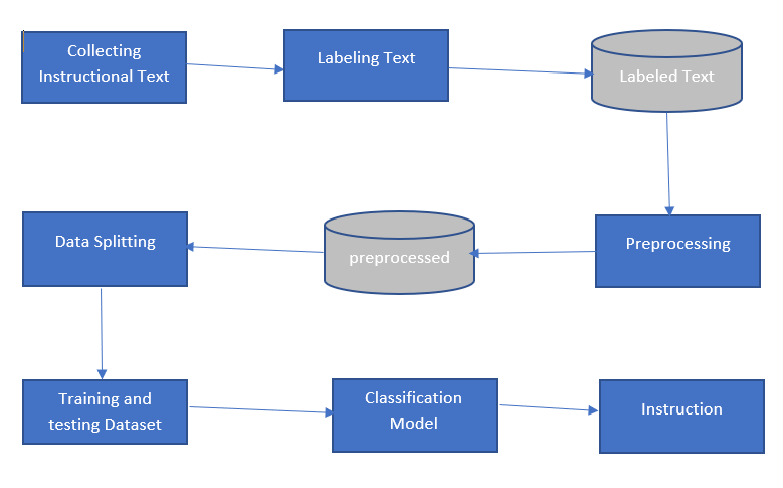 Collecting
Instructional Text
Labeling Text
Labeled Text
Data Splitting
preprocessed
Preprocessing
Training and
testing Dataset
Classification
Model
Instruction